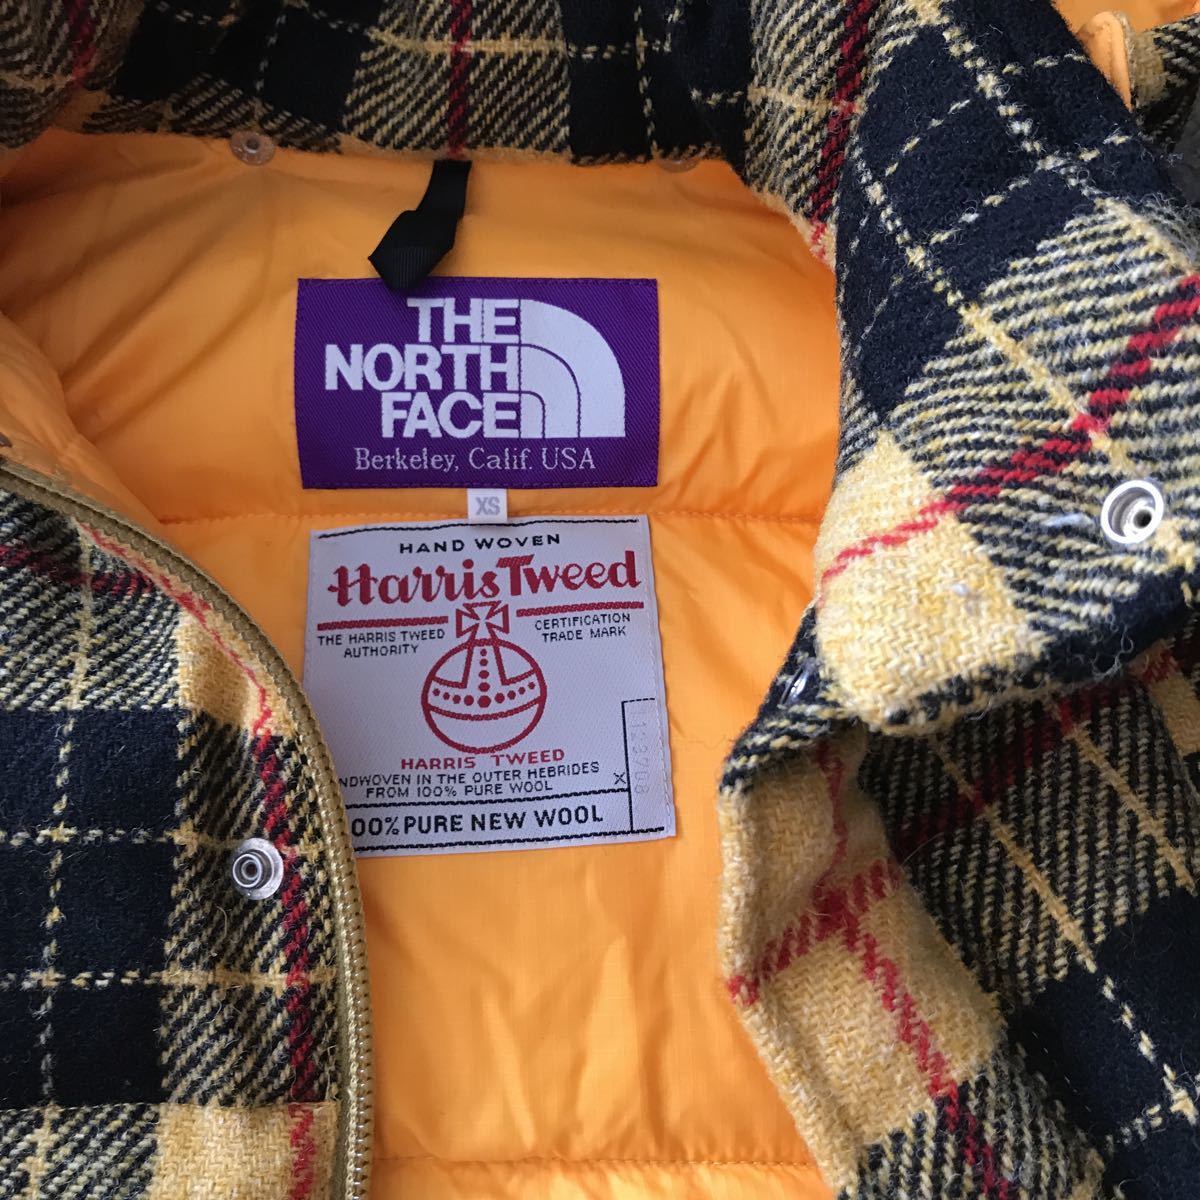 THE
NORTH
FACE
Berkeley, Calif. USA
XS
HAND WOVEN
Harris Tweed
THE HARRIS TWEED
AUTHORITY
CERTIFICATION
TRADE MARK
HARRIS TWEED
NDWOVEN IN THE OUTER HEBRIDES
FROM 100% PURE WOOL
00% PURE NEW WOOL
X